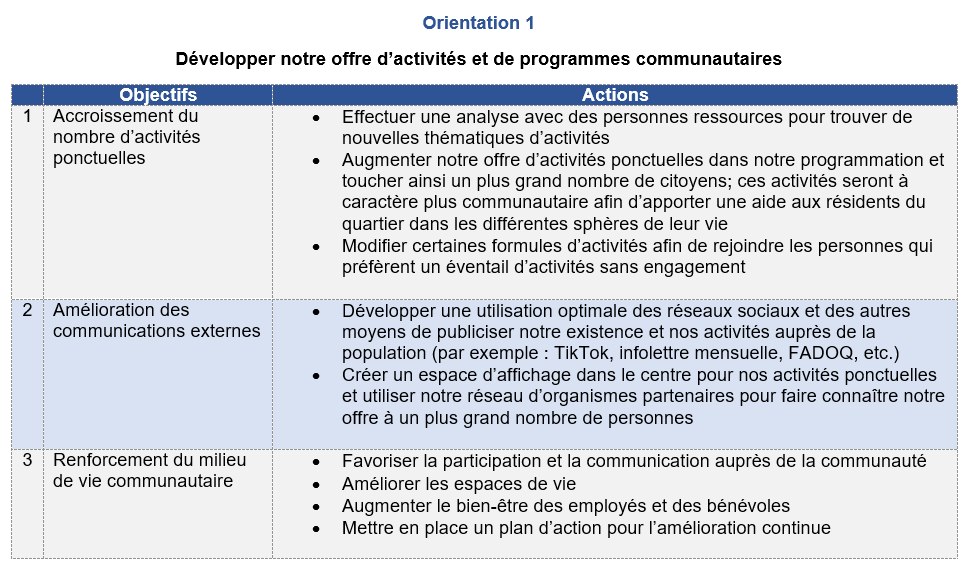 Orientation 1
Développer notre offre d’activités et de programmes communautaires
Objectifs
Actions
1
Accroissement du
nombre d’activités
ponctuelles
• Effectuer une analyse avec des personnes ressources pour trouver de
nouvelles thématiques d’activités
• Augmenter notre offre d’activités ponctuelles dans notre programmation et
toucher ainsi un plus grand nombre de citoyens; ces activités seront à
caractère plus communautaire afin d’apporter une aide aux résidents du
quartier dans les différentes sphères de leur vie
• Modifier certaines formules d’activités afin de rejoindre les personnes qui
préfèrent un éventail d’activités sans engagement
2
Amélioration des
communications externes
• Développer une utilisation optimale des réseaux sociaux et des autres
moyens de publiciser notre existence et nos activités auprès de la
population (par exemple : TikTok, infolettre mensuelle, FADOQ, etc.)
• Créer un espace d’affichage dans le centre pour nos activités ponctuelles
et utiliser notre réseau d’organismes partenaires pour faire connaître notre
offre à un plus grand nombre de personnes
3
Renforcement du milieu
de vie communautaire
• Favoriser la participation et la communication auprès de la communauté
• Améliorer les espaces de vie
• Augmenter le bien-être des employés et des bénévoles
• Mettre en place un plan d’action pour l’amélioration continue